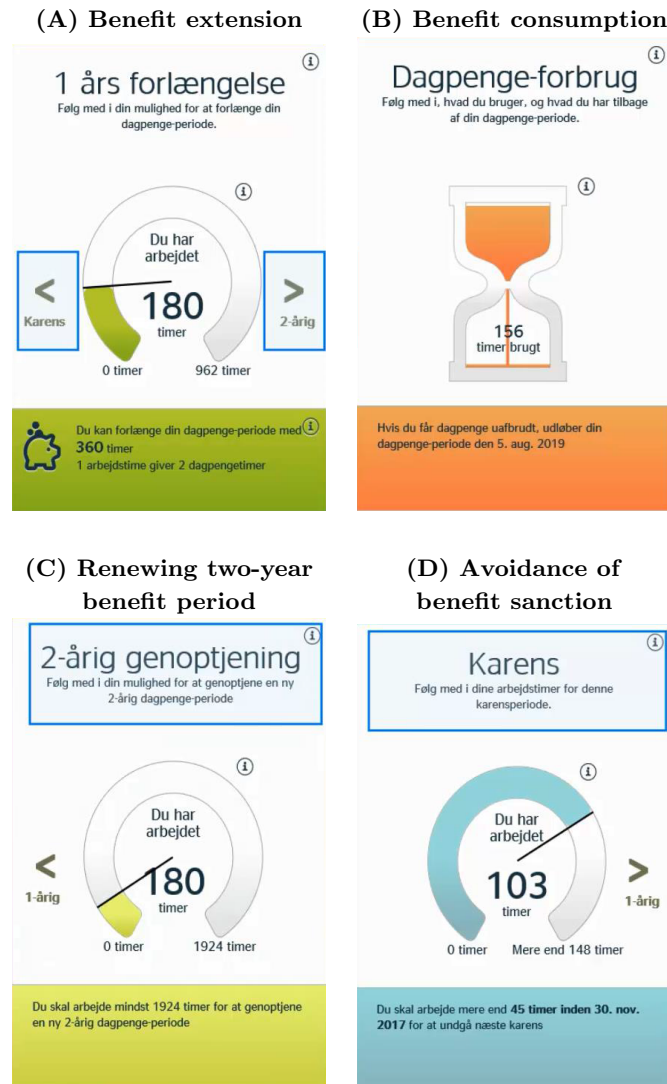 (A) Benefit extension
1 års forlængelse
Følg med i din mulighed for at forlænge din
dagpenge-periode.
Du har
arbejdet
180
timer
<
Karens
>
2-årig
0 timer
962 timer
Du kan forlænge din dagpenge-periode med
360 timer
1 arbejdstime giver 2 dagpengetimer
(B) Benefit consumption
Dagpenge-forbrug
Følg med i, hvad du bruger, og hvad du har tilbage
af din dagpenge-periode.
156
timer brugt
Hvis du får dagpenge uafbrudt, udløber din
dagpenge-periode den 5. aug. 2019
(C) Renewing two-year
benefit period
2-årig genoptjening
Følg med i din mulighed for at genoptjene en ny
2-årig dagpenge-periode
Du har
arbejdet
180
timer
<
1-årig
0 timer
1924 timer
Du skal arbejde mindst 1924 timer for at genoptjene
en ny 2-årig dagpenge-periode
(D) Avoidance of
benefit sanction
Karens
Følg med i dine arbejdstimer for denne
karensperiode.
Du har
arbejdet
103
timer
>
1-årig
0 timer
Mere end 148 timer
Du skal arbejde mere end 45 timer inden 30. nov.
2017 for at undgå næste karens